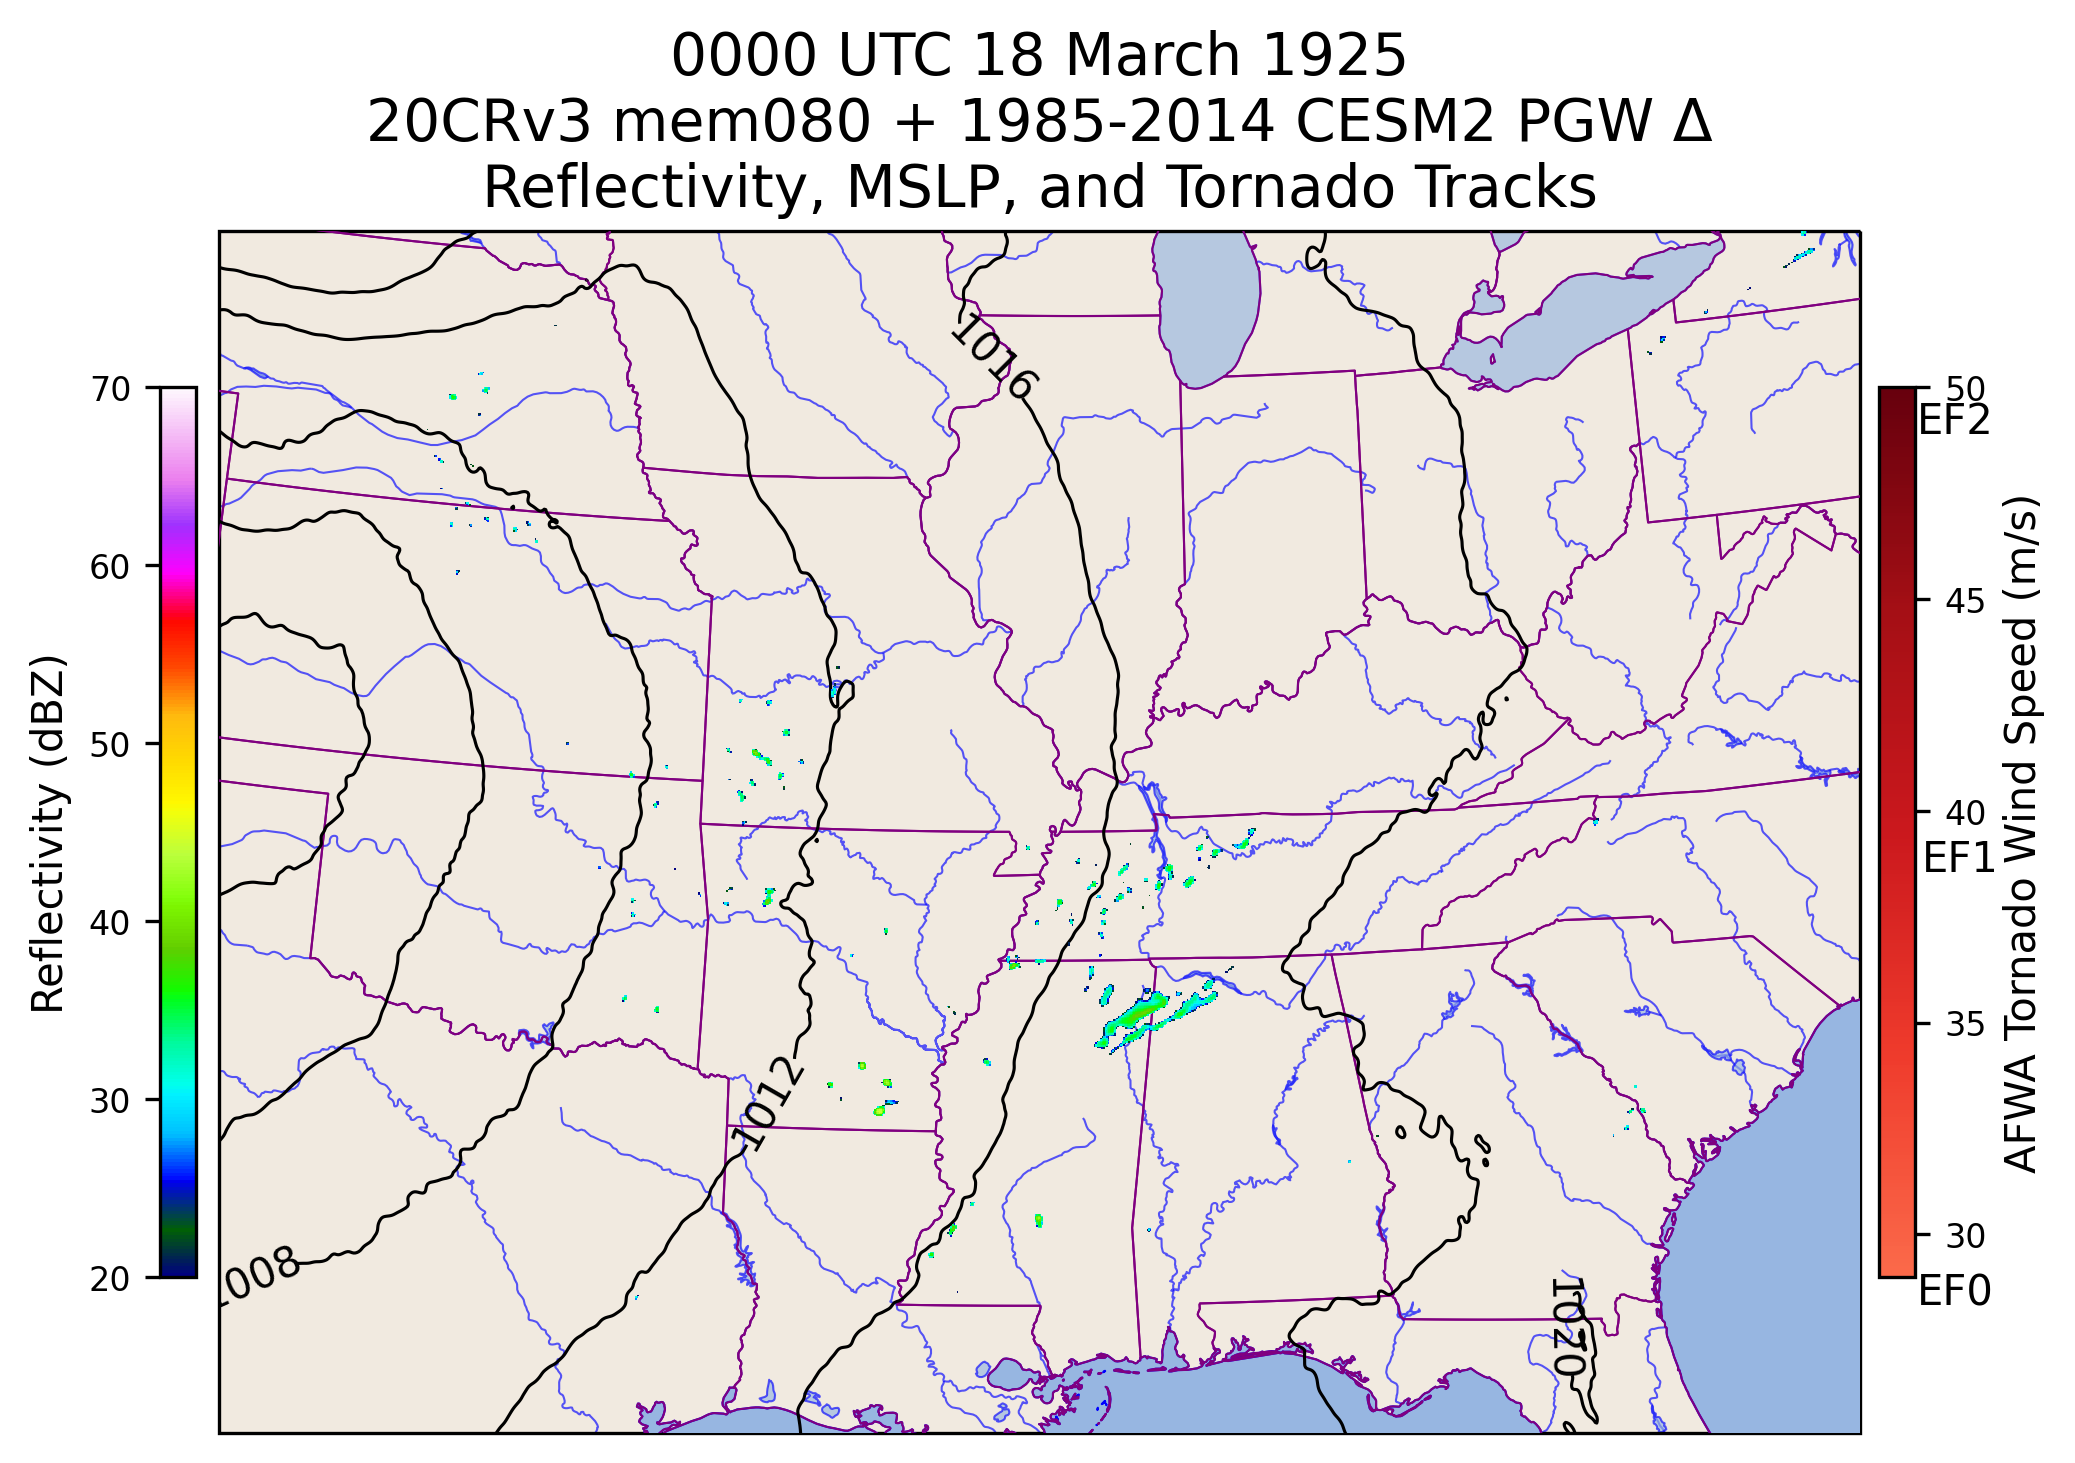 0000 UTC 18 March 1925
20CRv3 mem080 + 1985-2014 CESM2 PGW Δ
Reflectivity, MSLP, and Tornado Tracks
70
60
50
40
30
20
Reflectivity (dBZ)
1016
1012
1008
1020
50
EF2
45
40
EF1
35
30
EF0
AFWA Tornado Wind Speed (m/s)